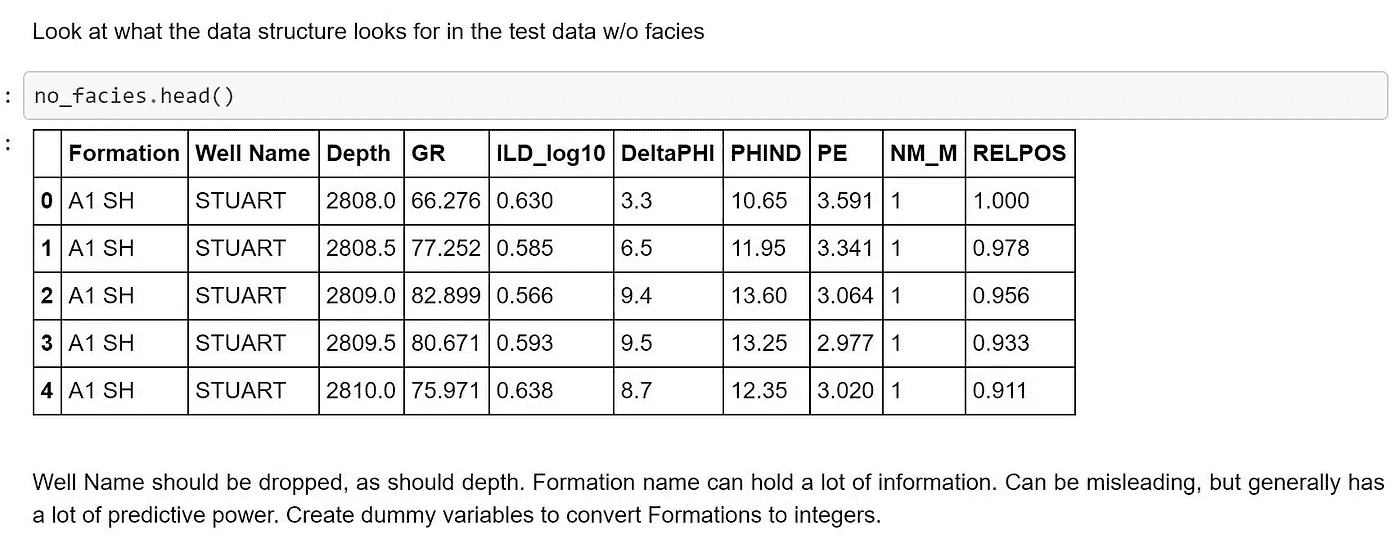 Look at what the data structure looks for in the test data w/o facies
: no_facies.head()
:
Formation Well Name Depth GR ILD_log10 DeltaPHI PHIND PE NM_M RELPOS
0 A1 SH STUART 2808.0 66.276 0.630 3.3 10.65 3.591 1 1.000
1 A1 SH STUART 2808.5 77.252 0.585 6.5 11.95 3.341 1 0.978
2 A1 SH STUART 2809.0 82.899 0.566 9.4 13.60 3.064 1 0.956
3 A1 SH STUART 2809.5 80.671 0.593 9.5 13.25 2.977 1 0.933
4 A1 SH STUART 2810.0 75.971 0.638 8.7 12.35 3.020 1 0.911
Well Name should be dropped, as should depth. Formation name can hold a lot of information. Can be misleading, but generally has
a lot of predictive power. Create dummy variables to convert Formations to integers.